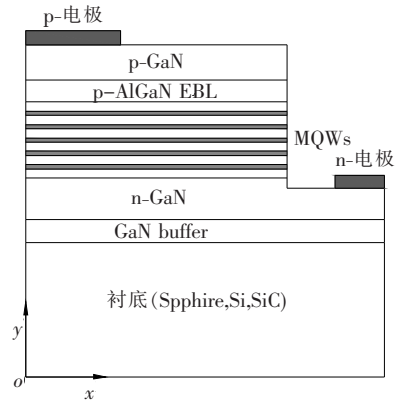 p-电极
p-GaN
p-AlGaN EBL
MQWs
n-电极
n-GaN
GaN buffer
衬底(Spphire,Si,SiC)
y
o
x